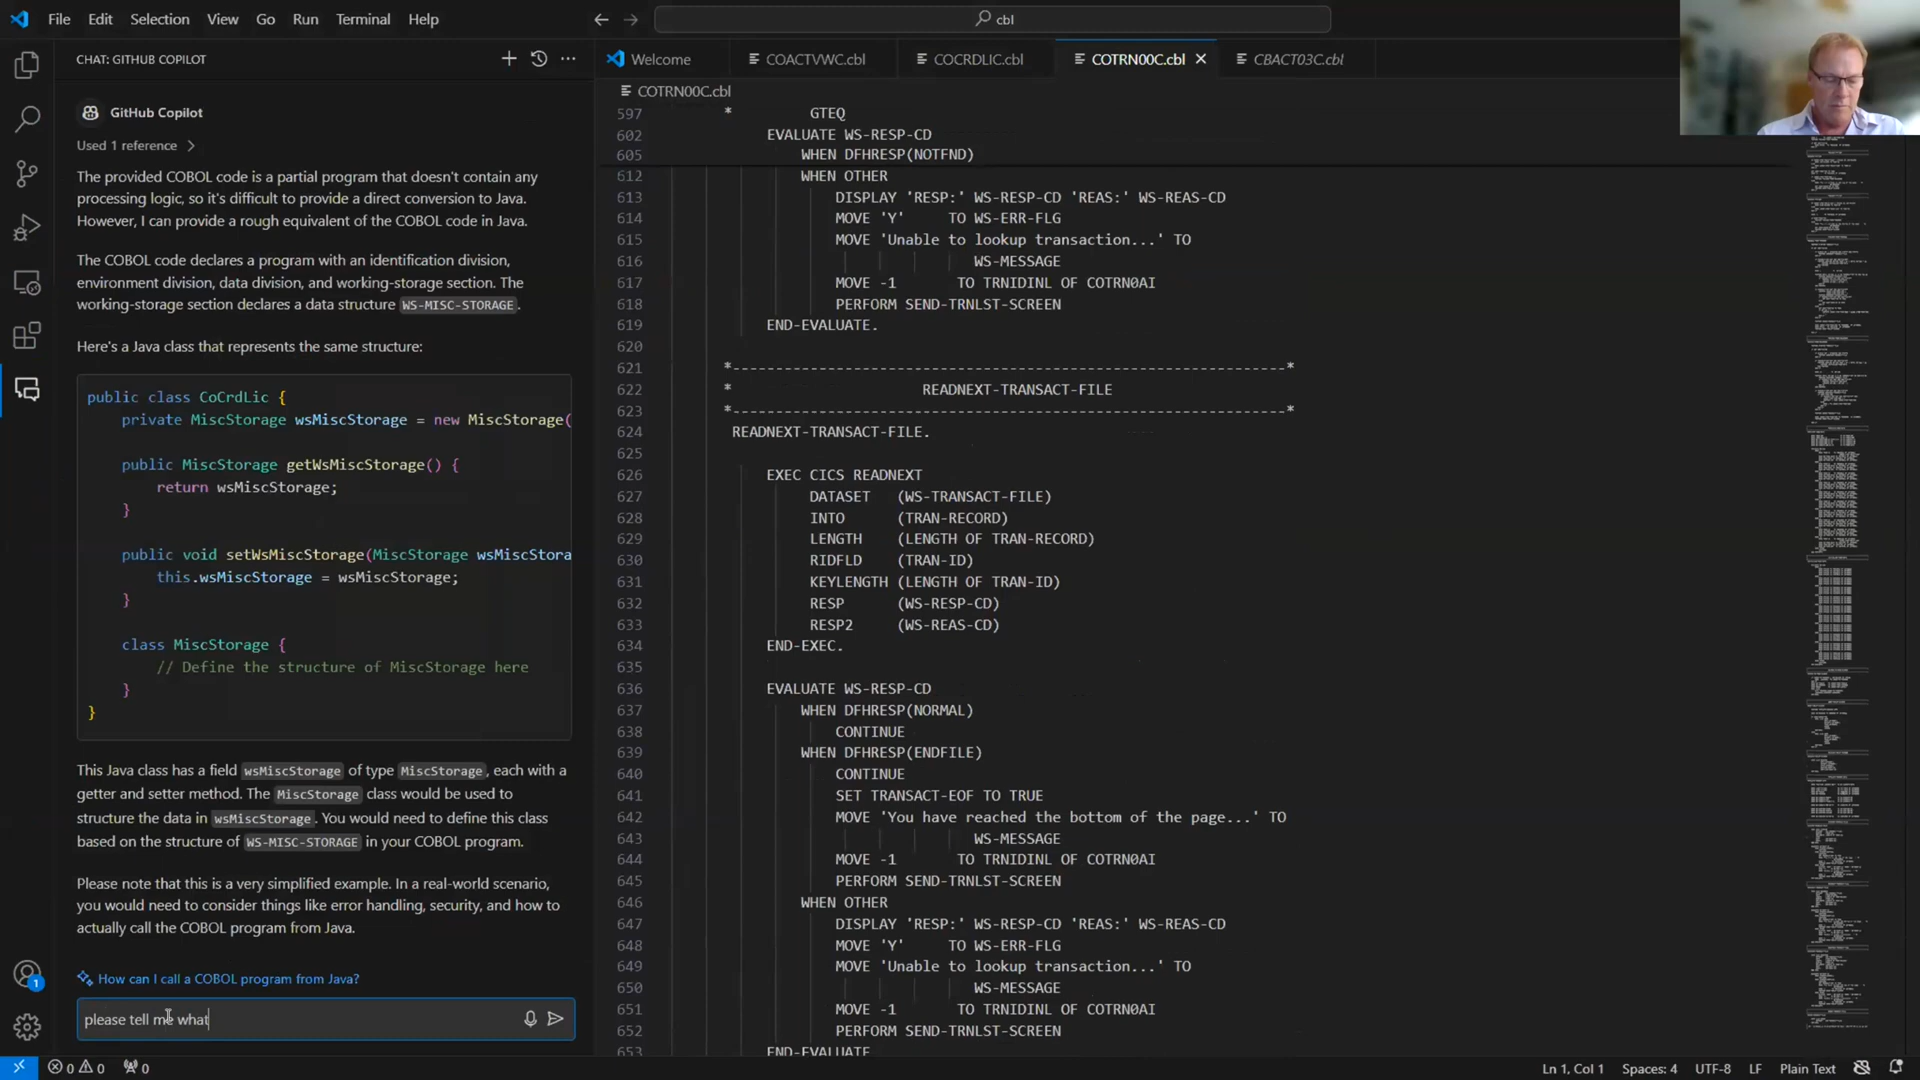 File Edit Selection View Go Run Terminal Help
cbl
CHAT: GITHUB COPILOT
Welcome
COACTVWC.cbl
COCRDLIC.cbl
COTRN00C.cbl
CBACT03C.cbl
GitHub Copilot
Used 1 reference
The provided COBOL code is a partial program that doesn't contain any
processing logic, so it's difficult to provide a direct conversion to Java.
However, I can provide a rough equivalent of the COBOL code in Java.
The COBOL code declares a program with an identification division,
environment division, data division, and working-storage section. The
working-storage section declares a data structure WS-MISC-STORAGE.
Here's a Java class that represents the same structure:
public class CoCrdLic {
private MiscStorage wsMiscStorage = new MiscStorage(
public MiscStorage getWsMiscStorage() {
return wsMiscStorage;
}
public void setWsMiscStorage(MiscStorage wsMiscStora
this.wsMiscStorage = wsMiscStorage;
}
class MiscStorage {
// Define the structure of MiscStorage here
}
}
This Java class has a field wsMiscStorage of type MiscStorage, each with a
getter and setter method. The MiscStorage class would be used to
structure the data in wsMiscStorage. You would need to define this class
based on the structure of WS-MISC-STORAGE in your COBOL program.
Please note that this is a very simplified example. In a real-world scenario,
you would need to consider things like error handling, security, and how to
actually call the COBOL program from Java.
How can I call a COBOL program from Java?
please tell me what
COTRN00C.cbl
597 * GTEQ
602 EVALUATE WS-RESP-CD
605 WHEN DFHRESP(NOTFND)
612 WHEN OTHER
613 DISPLAY 'RESP:' WS-RESP-CD 'REAS:' WS-REAS-CD
614 MOVE 'Y' TO WS-ERR-FLG
615 MOVE 'Unable to lookup transaction...' TO
616 WS-MESSAGE
617 MOVE -1 TO TRNIDINL OF COTRN0AI
618 PERFORM SEND-TRNLST-SCREEN
619 END-EVALUATE.
620
621 *----------------------------------------------------------------*
622 * READNEXT-TRANSACT-FILE
623 *----------------------------------------------------------------*
624 READNEXT-TRANSACT-FILE.
625
626 EXEC CICS READNEXT
627 DATASET (WS-TRANSACT-FILE)
628 INTO (TRAN-RECORD)
629 LENGTH (LENGTH OF TRAN-RECORD)
630 RIDFLD (TRAN-ID)
631 KEYLENGTH (LENGTH OF TRAN-ID)
632 RESP (WS-RESP-CD)
633 RESP2 (WS-REAS-CD)
634 END-EXEC.
635
636 EVALUATE WS-RESP-CD
637 WHEN DFHRESP(NORMAL)
638 CONTINUE
639 WHEN DFHRESP(ENDFILE)
640 CONTINUE
641 SET TRANSACT-EOF TO TRUE
642 MOVE 'You have reached the bottom of the page...' TO
643 WS-MESSAGE
644 MOVE -1 TO TRNIDINL OF COTRN0AI
645 PERFORM SEND-TRNLST-SCREEN
646 WHEN OTHER
647 DISPLAY 'RESP:' WS-RESP-CD 'REAS:' WS-REAS-CD
648 MOVE 'Y' TO WS-ERR-FLG
649 MOVE 'Unable to lookup transaction...' TO
650 WS-MESSAGE
651 MOVE -1 TO TRNIDINL OF COTRN0AI
652 PERFORM SEND-TRNLST-SCREEN
653 END-EVALUATE
1
0 0 0
Ln 1, Col 1 Spaces: 4 UTF-8 LF Plain Text